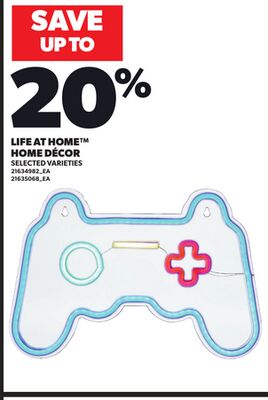 SAVE
UP TO
20%
LIFE AT HOME™
HOME DÉCOR
SELECTED VARIETIES
21634982_EA
21635068_EA